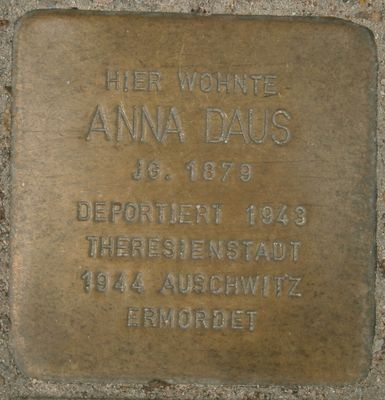 HIER WOHNTE
ANNA DAUS
JG. 1879
DEPORTIERT 1943
THERESIENSTADT
1944 AUSCHWITZ
ERMORDET